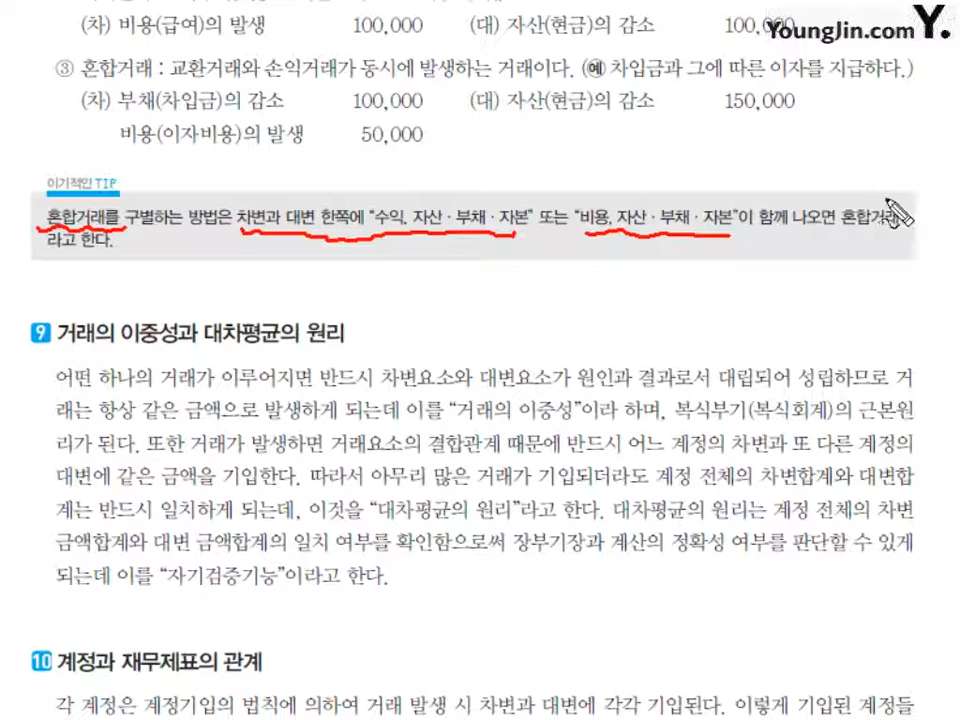 (차) 비용(급여)의 발생 100,000 (대) 자산(현금)의 감소 100,
YoungJin.com Y.
③ 혼합거래 : 교환거래와 손익거래가 동시에 발생하는 거래이다. (예 차입금과 그에 따른 이자를 지급하다.)
(차) 부채(차입금)의 감소 100,000 (대) 자산(현금)의 감소 150,000
비용(이자비용)의 발생 50,000
이기적인 TIP
혼합거래를 구별하는 방법은 차변과 대변 한쪽에 “수익, 자산 · 부채 · 자본” 또는 “비용, 자산 · 부채 · 자본”이 함께 나오면 혼합거래
라고 한다.
9 거래의 이중성과 대차평균의 원리
어떤 하나의 거래가 이루어지면 반드시 차변요소와 대변요소가 원인과 결과로서 대립되어 성립하므로 거
래는 항상 같은 금액으로 발생하게 되는데 이를 “거래의 이중성”이라 하며, 복식부기(복식회계)의 근본원
리가 된다. 또한 거래가 발생하면 거래요소의 결합관계 때문에 반드시 어느 계정의 차변과 또 다른 계정의
대변에 같은 금액을 기입한다. 따라서 아무리 많은 거래가 기입되더라도 계정 전체의 차변합계와 대변합
계는 반드시 일치하게 되는데, 이것을 “대차평균의 원리”라고 한다. 대차평균의 원리는 계정 전체의 차변
금액합계와 대변 금액합계의 일치 여부를 확인함으로써 장부기장과 계산의 정확성 여부를 판단할 수 있게
되는데 이를 “자기검증기능”이라고 한다.
10 계정과 재무제표의 관계
각 계정은 계정기입의 법칙에 의하여 거래 발생 시 차변과 대변에 각각 기입된다. 이렇게 기입된 계정들